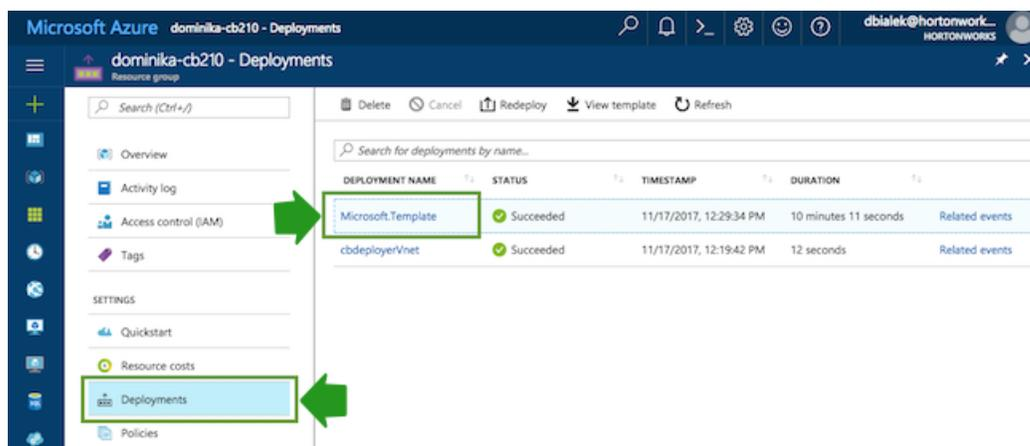 Microsoft Azure dominika-cb210 - Deployments
dbialek@hortonwork...
HORTONWORKS
dominika-cb210 - Deployments
Resource group
Search (Ctrl+/)
Overview
Activity log
Access control (IAM)
Tags
SETTINGS
Quickstart
Resource costs
Deployments
Policies
Delete Cancel Redeploy View template Refresh
Search for deployments by name...
DEPLOYMENT NAME STATUS TIMESTAMP DURATION
Microsoft.Template Succeeded 11/17/2017, 12:29:34 PM 10 minutes 11 seconds Related events
cbdeployerVnet Succeeded 11/17/2017, 12:19:42 PM 12 seconds Related events